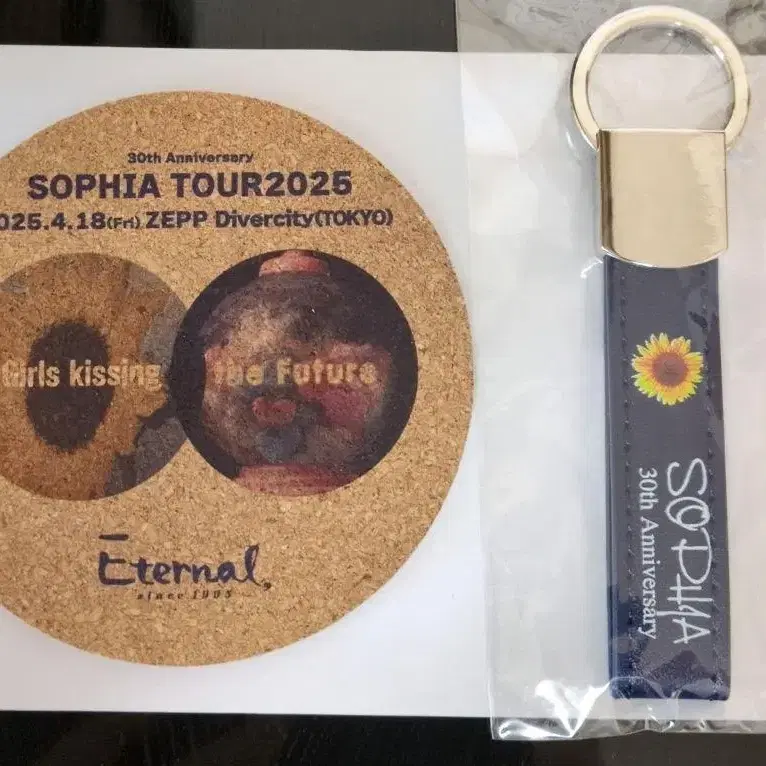 30th Anniversary
SOPHIA TOUR2025
025.4.18(Fri) ZEPP Divercity(TOKYO)
Girls kissing the Future
Eternal,
since 1995
SOPHIA
30th Anniversary